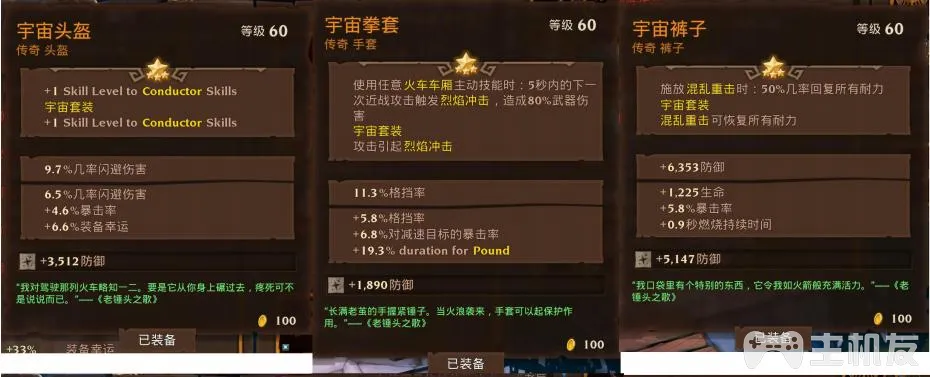 宇宙头盔
等级 60
传奇 头盔
+1 Skill Level to Conductor Skills
宇宙套装
+1 Skill Level to Conductor Skills
9.7%几率闪避伤害
6.5%几率闪避伤害
+4.6%暴击率
+6.6%装备幸运
+3,512防御
"我对驾驶那列火车略知一二。要是它从你身上碾过去，疼死可不
是说说而已。"——《老锤头之歌》
100
已装备
+33% 装备幸运
宇宙拳套
等级 60
传奇 手套
使用任意火车车厢主动技能时：5秒内的下一
次近战攻击触发烈焰冲击，造成80%武器伤
害
宇宙套装
攻击引起烈焰冲击
11.3%格挡率
+5.8%格挡率
+6.8%对减速目标的暴击率
+19.3% duration for Pound
+1,890防御
"长满老茧的手握紧锤子。当火浪袭来，手套可以起保护作
用。"——《老锤头之歌》
100
已装备
宇宙裤子
等级 60
传奇 裤子
施放混乱重击时：50%几率回复所有耐力
宇宙套装
混乱重击可恢复所有耐力
+6,353防御
+1,225生命
+5.8%暴击率
+0.9秒燃烧持续时间
+5,147防御
"我口袋里有个特别的东西，它令我如火箭般充满活力。"——《老
锤头之歌》
100
已装备
主机友